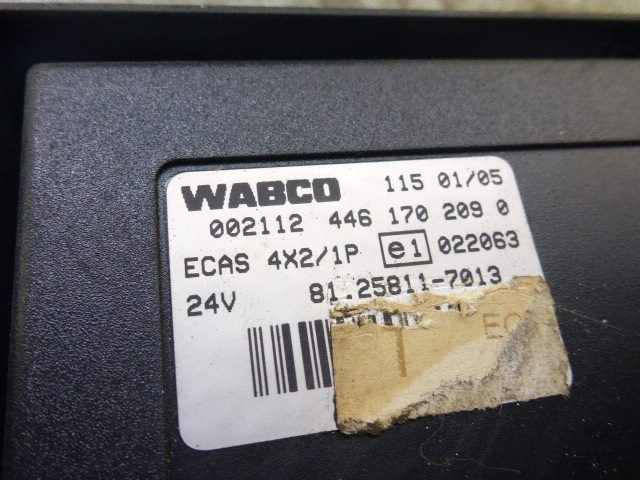 WABCO 115 01/05
002112 446 170 209 0
ECAS 4X2/1P e1 022063
24V 81.25811-7013